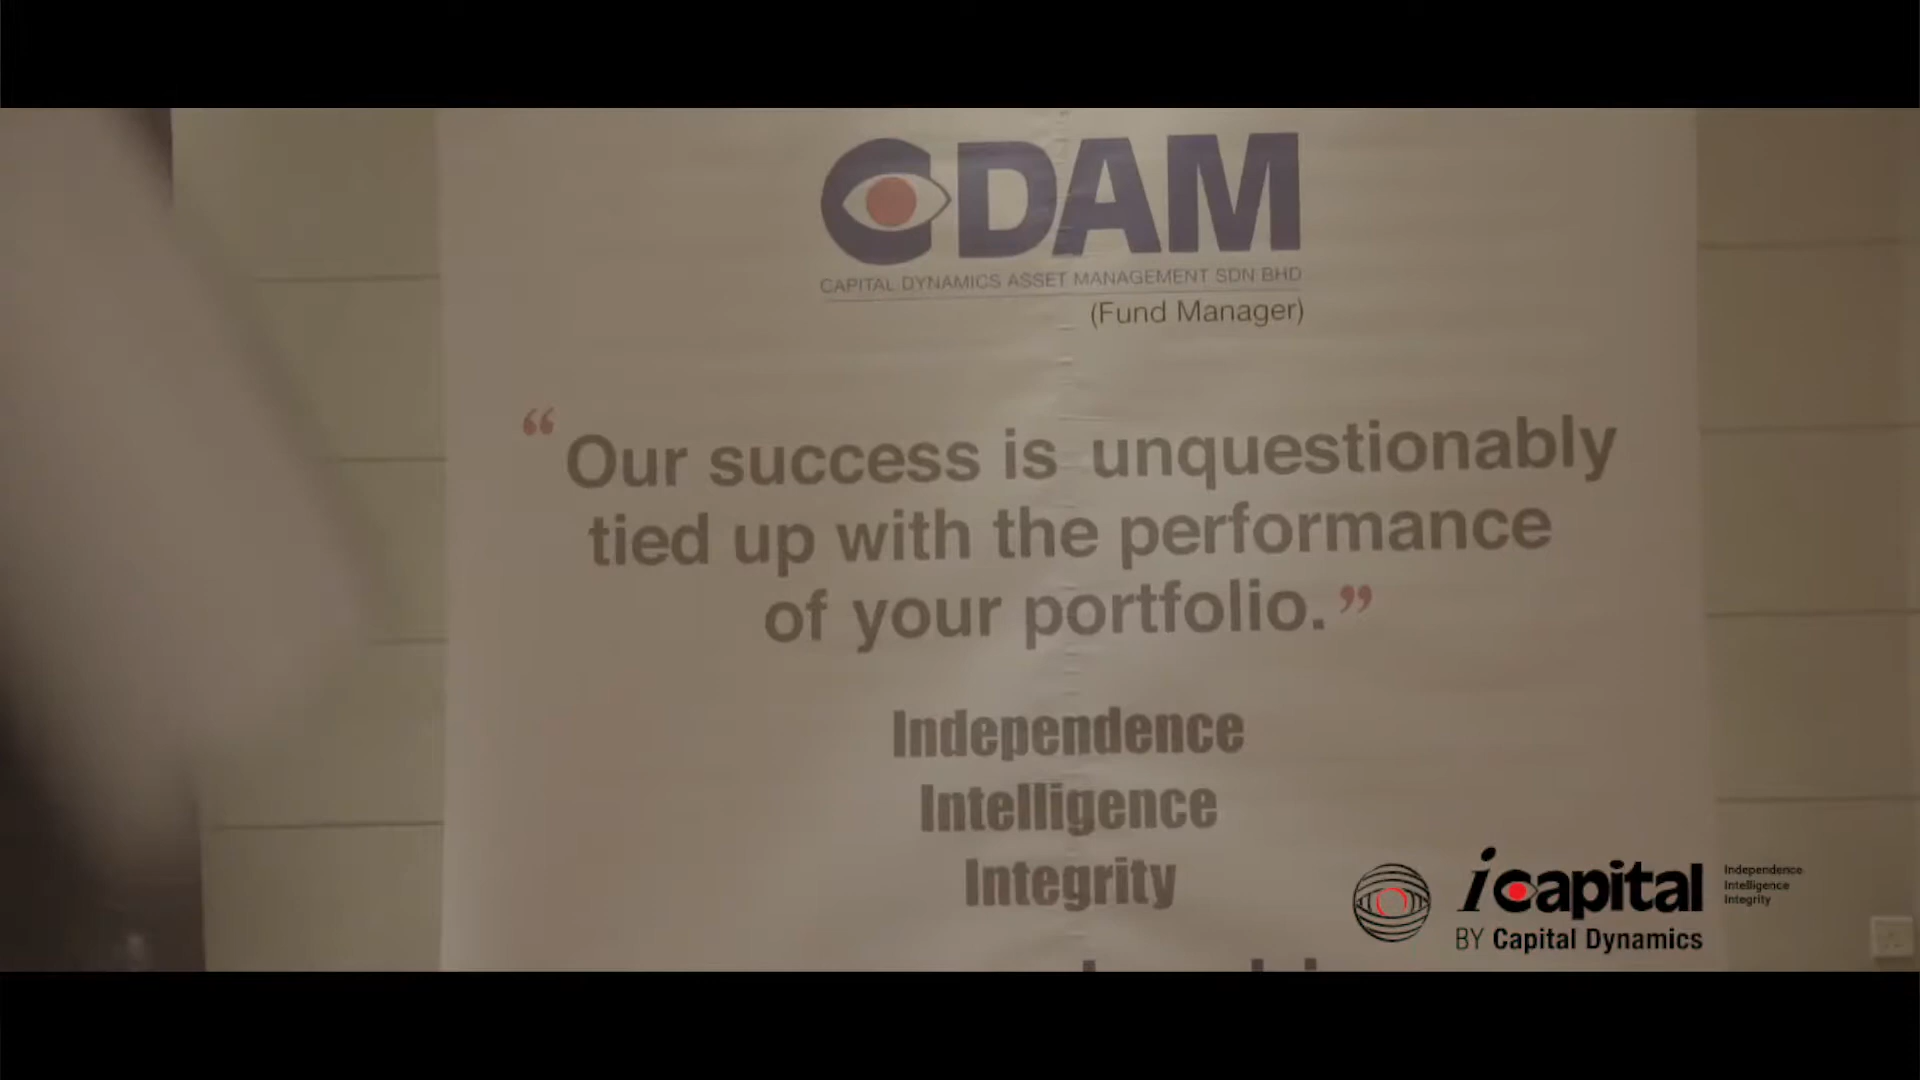 CDAM
CAPITAL DYNAMICS ASSET MANAGEMENT SDN BHD
(Fund Manager)
“Our success is unquestionably
tied up with the performance
of your portfolio.”
Independence
Intelligence
Integrity
icapital
BY Capital Dynamics
Independence
Intelligence
Integrity